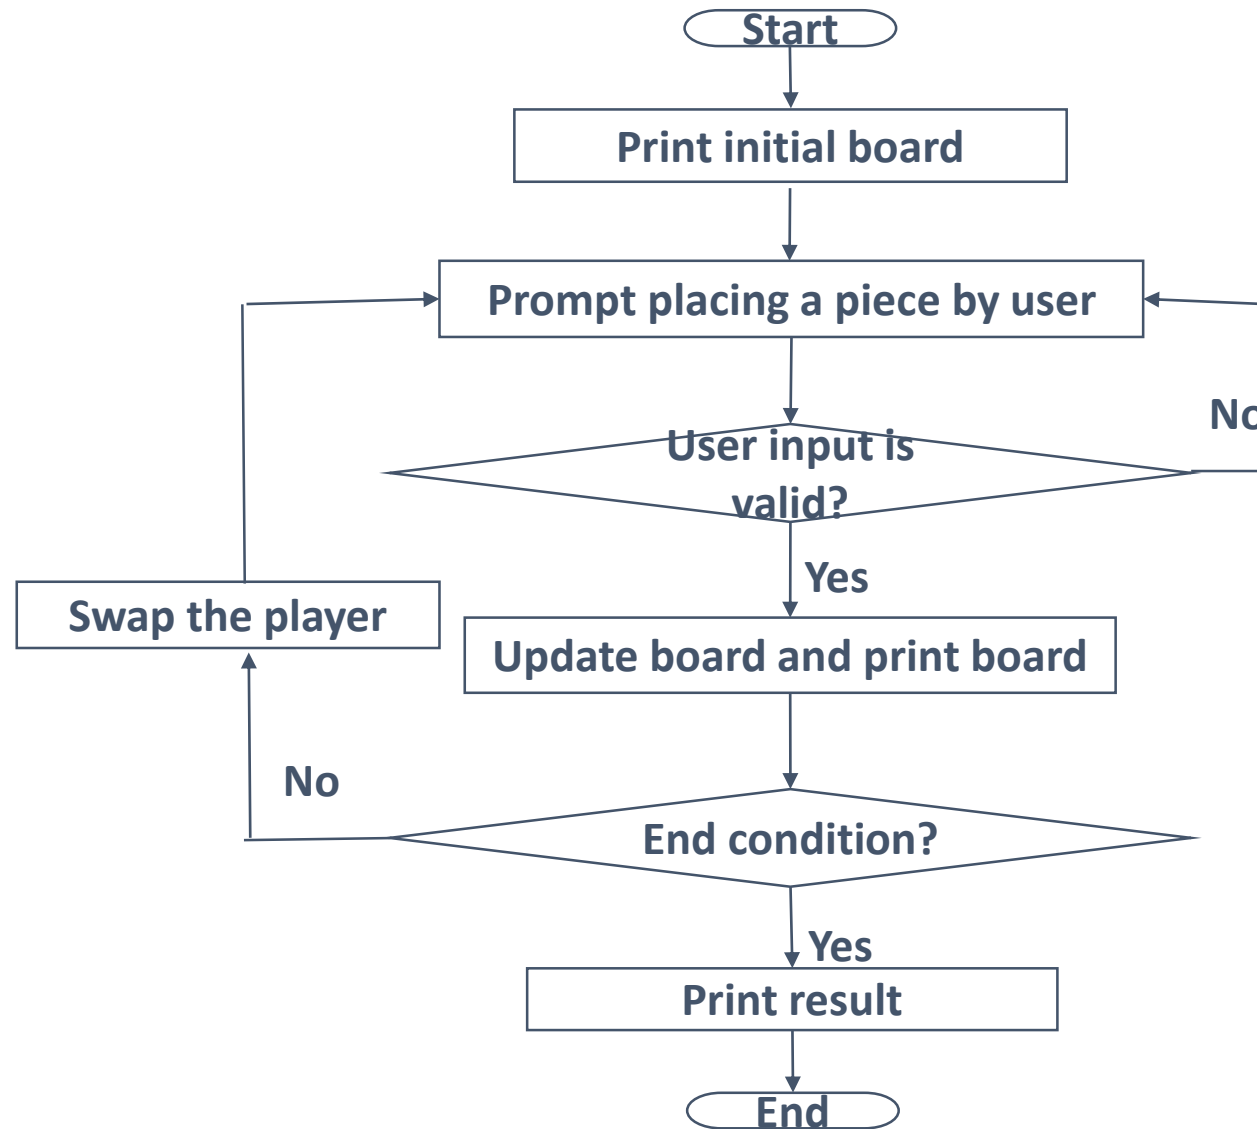 Start
Print initial board
Prompt placing a piece by user
No
User input is
valid?
Yes
Swap the player
Update board and print board
No
End condition?
Yes
Print result
End